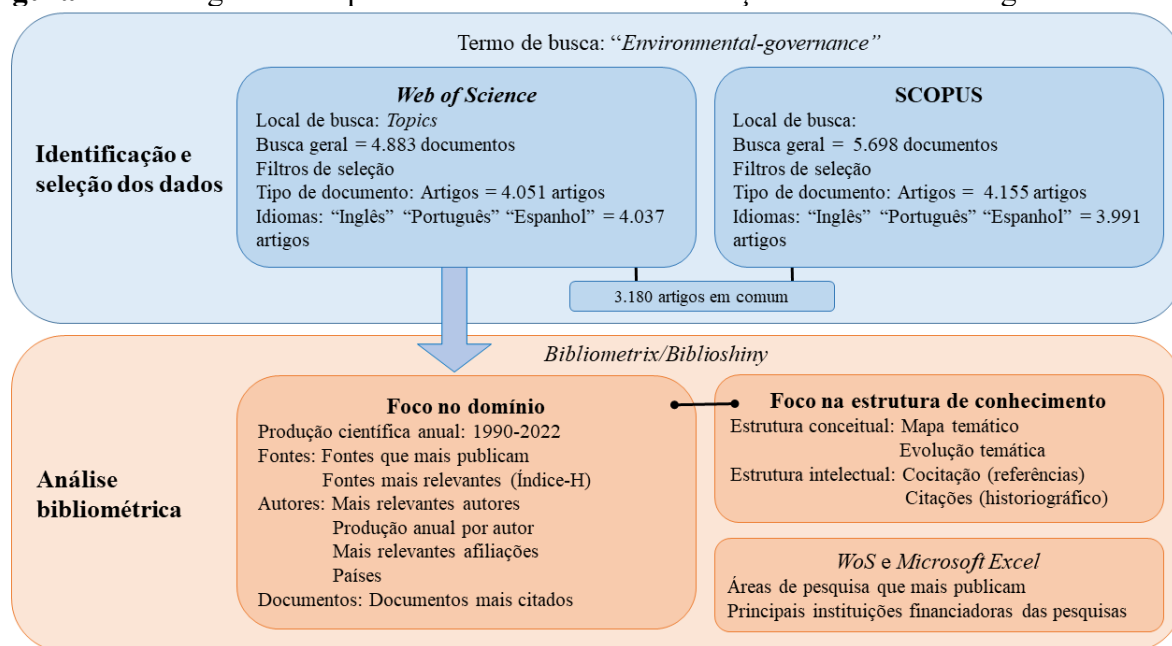 Termo de busca: “Environmental-governance”
Identificação e
seleção dos dados
Web of Science
Local de busca: Topics
Busca geral = 4.883 documentos
Filtros de seleção
Tipo de documento: Artigos = 4.051 artigos
Idiomas: “Inglês” “Português” “Espanhol” = 4.037
artigos
SCOPUS
Local de busca:
Busca geral = 5.698 documentos
Filtros de seleção
Tipo de documento: Artigos = 4.155 artigos
Idiomas: “Inglês” “Português” “Espanhol” = 3.991
artigos
3.180 artigos em comum
Bibliometrix/Biblioshiny
Análise
bibliométrica
Foco no domínio
Produção científica anual: 1990-2022
Fontes: Fontes que mais publicam
Fontes mais relevantes (Índice-H)
Autores: Mais relevantes autores
Produção anual por autor
Mais relevantes afiliações
Países
Documentos: Documentos mais citados
Foco na estrutura de conhecimento
Estrutura conceitual: Mapa temático
Evolução temática
Estrutura intelectual: Cocitação (referências)
Citações (historiográfico)
WoS e Microsoft Excel
Áreas de pesquisa que mais publicam
Principais instituições financiadoras das pesquisas